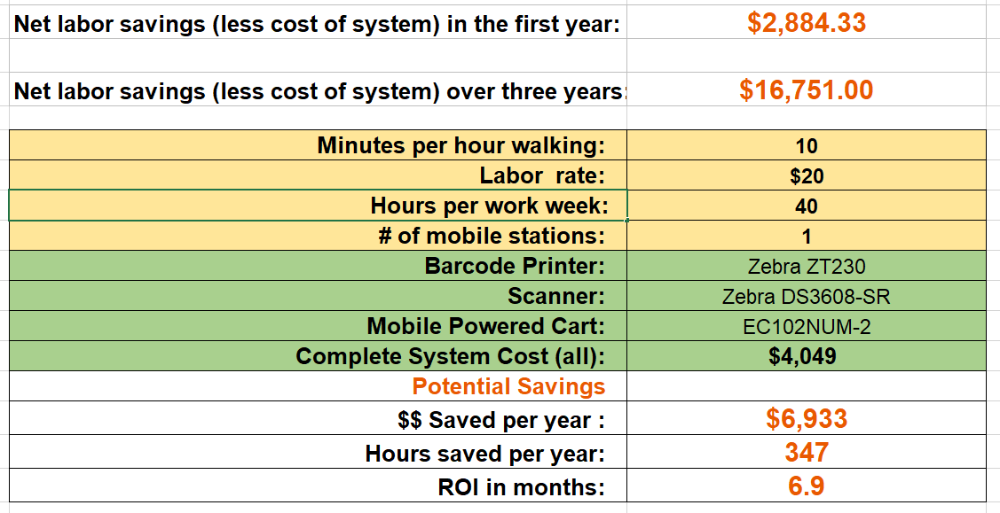 Net labor savings (less cost of system) in the first year: $2,884.33
Net labor savings (less cost of system) over three years: $16,751.00
Minutes per hour walking: 10
Labor  rate: $20
Hours per work week: 40
# of mobile stations: 1
Barcode Printer: Zebra ZT230
Scanner: Zebra DS3608-SR
Mobile Powered Cart: EC102NUM-2
Complete System Cost (all): $4,049
Potential Savings
$$ Saved per year : $6,933
Hours saved per year: 347
ROI in months: 6.9